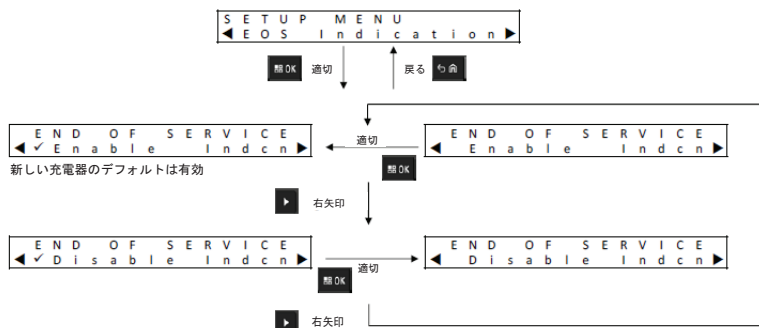 SETUP MENU
◀EOS Indication▶
OK 適切 戻る
END OF SERVICE
◀✓Enable Indcn▶
適切
END OF SERVICE
◀ Enable Indcn▶
OK
新しい充電器のデフォルトは有効
右矢印
END OF SERVICE
◀✓Disable Indcn▶
適切
END OF SERVICE
◀ Disable Indcn▶
OK
右矢印